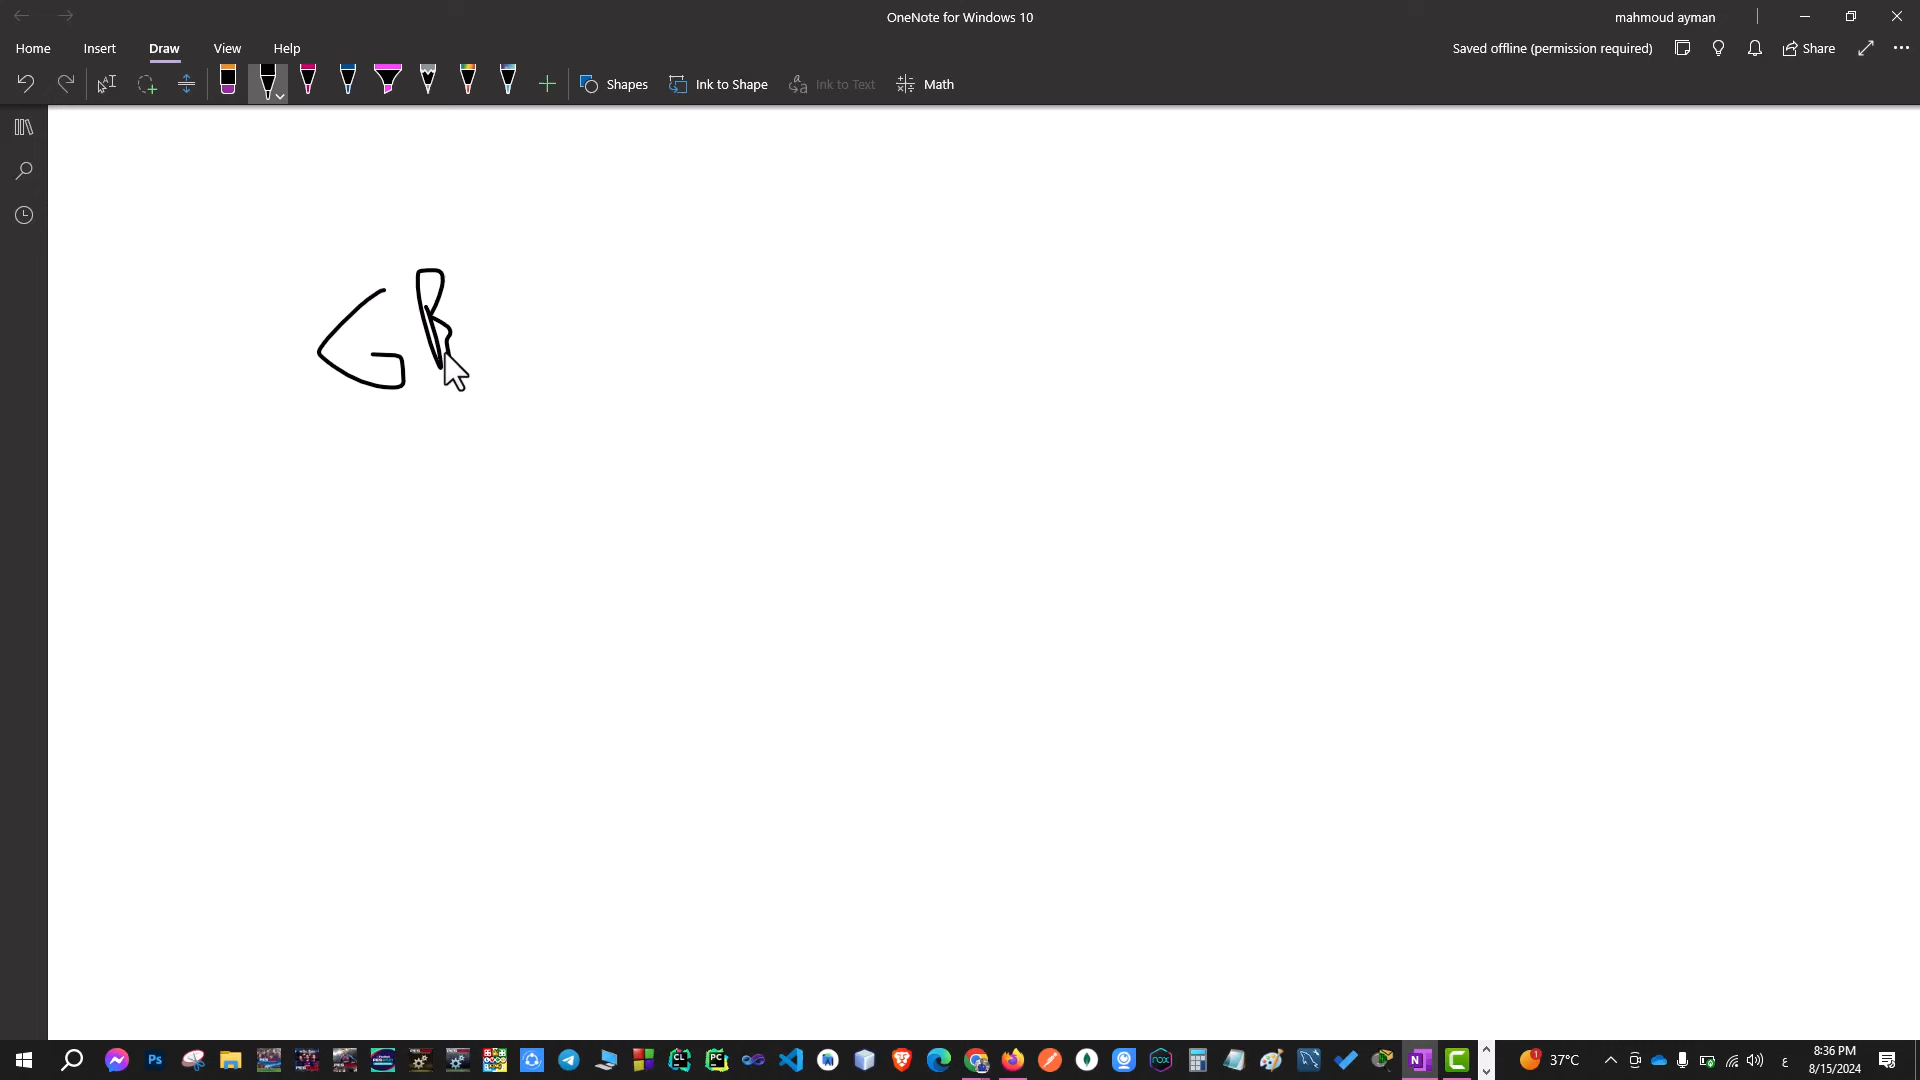 OneNote for Windows 10
mahmoud ayman
Home Insert Draw View Help
Saved offline (permission required) Share
Shapes Ink to Shape Ink to Text Math
GR
37°C
8:36 PM
8/15/2024